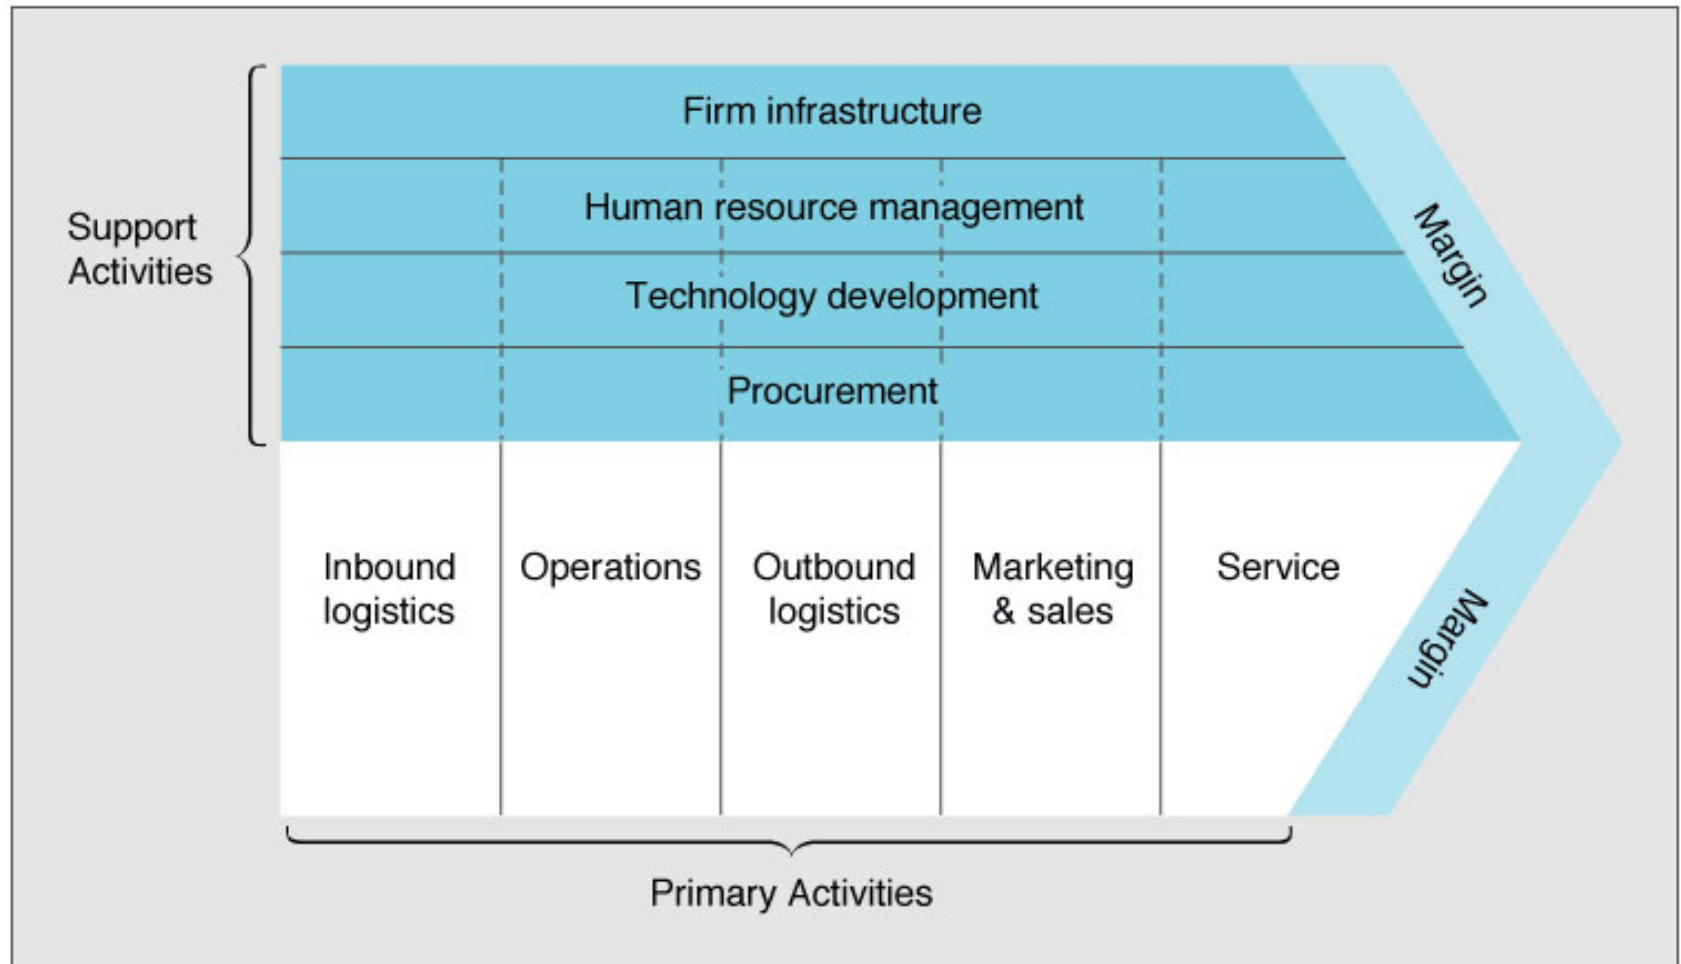 Firm infrastructure
Human resource management
Support
Activities
Technology development
Procurement
Margin
Inbound
logistics
Operations
Outbound
logistics
Marketing
& sales
Service
Margin
Primary Activities